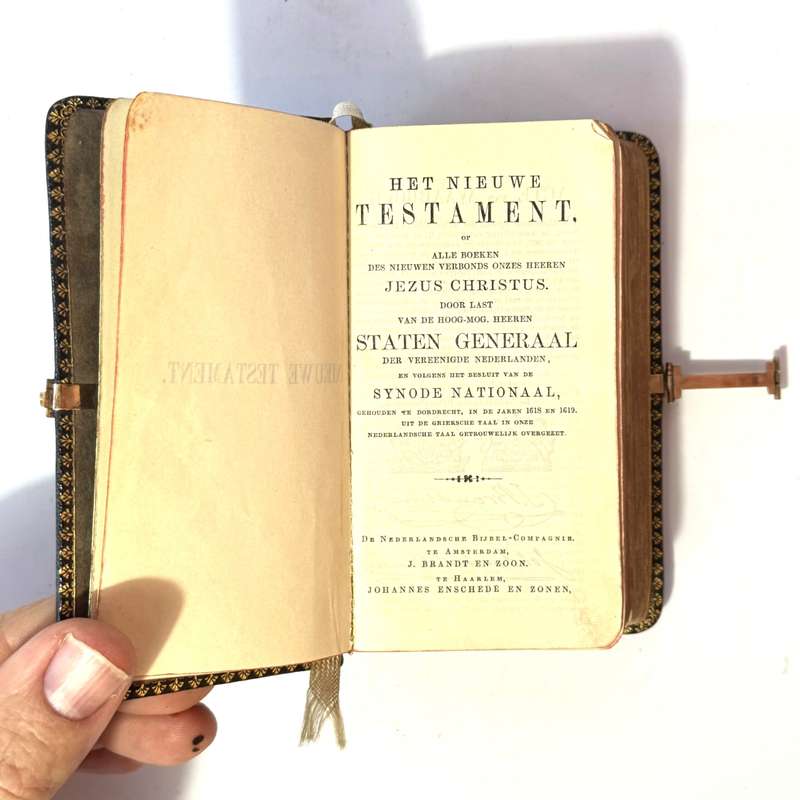 NIEUWE TESTAMENT.
HET NIEUWE
TESTAMENT,
OF
ALLE BOEKEN
DES NIEUWEN VERBONDS ONZES HEEREN
JEZUS CHRISTUS.
DOOR LAST
VAN DE HOOG-MOG. HEEREN
STATEN GENERAAL
DER VEREENIGDE NEDERLANDEN,
EN VOLGENS HET BESLUIT VAN DE
SYNODE NATIONAAL,
GEHOUDEN TE DORDRECHT, IN DE JAREN 1618 EN 1619.
UIT DE GRIEKSCHE TAAL IN ONZE
NEDERLANDSCHE TAAL GETROUWELIJK OVERGEZET.
DE NEDERLANDSCHE BIJBEL-COMPAGNIE.
TE AMSTERDAM,
J. BRANDT EN ZOON.
TE HAARLEM,
JOHANNES ENSCHEDE EN ZONEN,